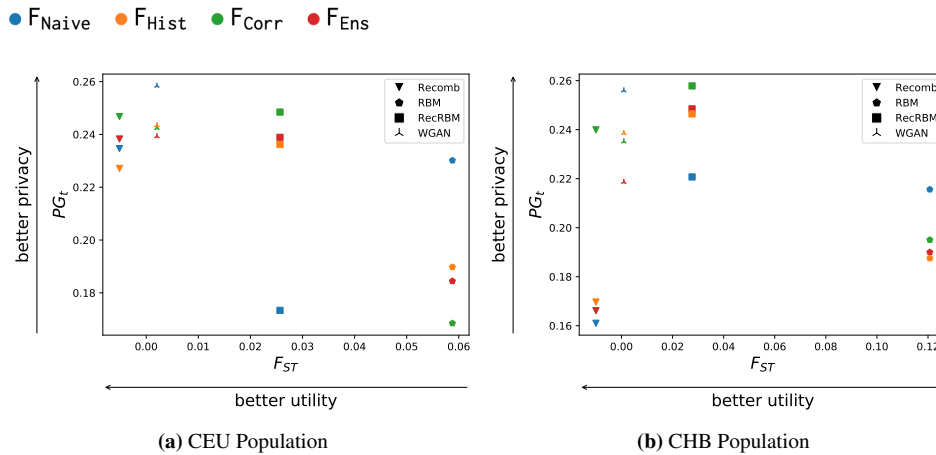 F_Naive F_Hist F_Corr F_Ens
better privacy
PG_t
0.26
0.24
0.22
0.20
0.18
Recomb
RBM
RecRBM
WGAN
0.00 0.01 0.02 0.03 0.04 0.05 0.06
F_ST
better utility
(a) CEU Population
better privacy
PG_t
0.26
0.24
0.22
0.20
0.18
0.16
Recomb
RBM
RecRBM
WGAN
0.00 0.02 0.04 0.06 0.08 0.10 0.12
F_ST
better utility
(b) CHB Population